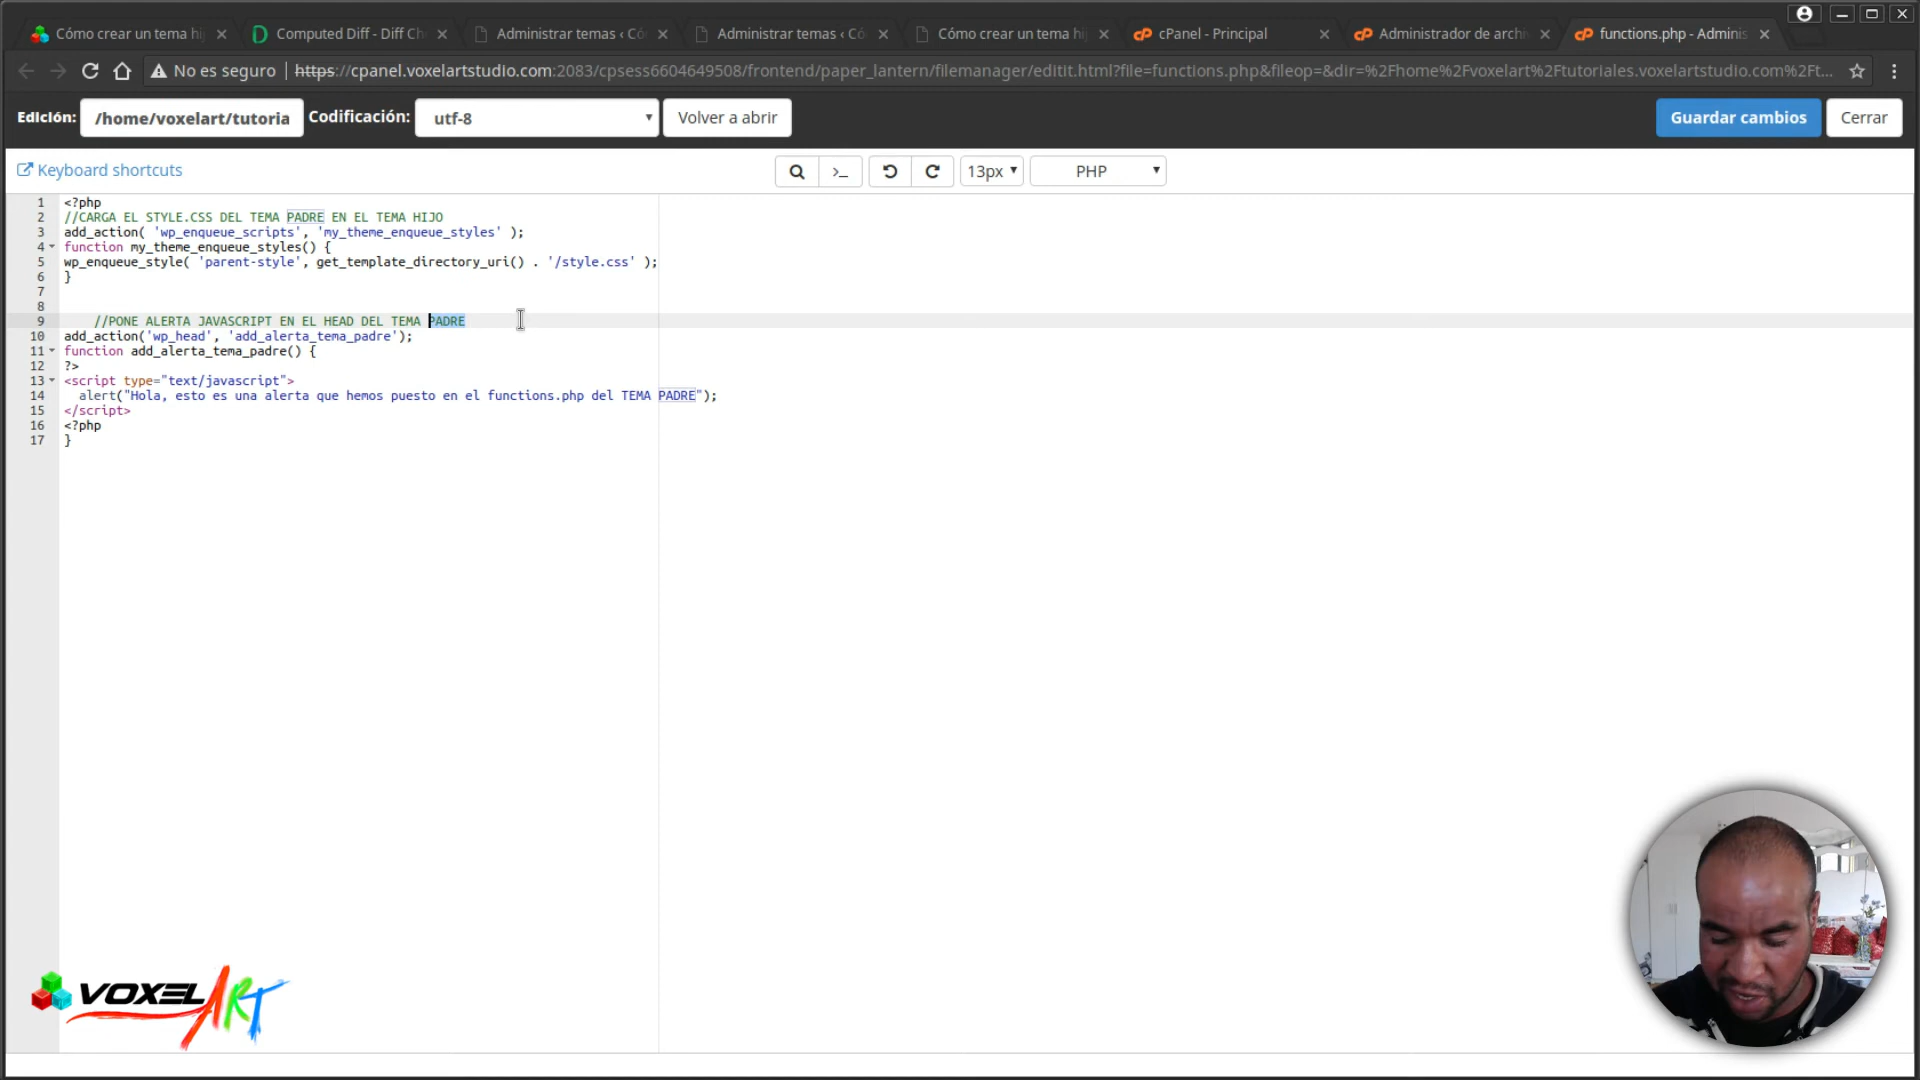 Cómo crear un tema hi
Computed Diff - Diff Ch
Administrar temas ‹ Có
Administrar temas ‹ Có
Cómo crear un tema hi
cPanel - Principal
Administrador de archi
functions.php - Adminis
No es seguro | https://cpanel.voxelartstudio.com:2083/cpsess6604649508/frontend/paper_lantern/filemanager/editit.html?file=functions.php&fileop=&dir=%2Fhome%2Fvoxelart%2Ftutoriales.voxelartstudio.com%2Ft...
Edición: /home/voxelart/tutoria Codificación: utf-8 Volver a abrir Guardar cambios Cerrar
Keyboard shortcuts >_ 13px PHP
1 <?php
2 //CARGA EL STYLE.CSS DEL TEMA PADRE EN EL TEMA HIJO
3 add_action( 'wp_enqueue_scripts', 'my_theme_enqueue_styles' );
4 function my_theme_enqueue_styles() {
5 wp_enqueue_style( 'parent-style', get_template_directory_uri() . '/style.css' );
6 }
7
8
9 //PONE ALERTA JAVASCRIPT EN EL HEAD DEL TEMA PADRE
10 add_action('wp_head', 'add_alerta_tema_padre');
11 function add_alerta_tema_padre() {
12 ?>
13 <script type="text/javascript">
14 alert("Hola, esto es una alerta que hemos puesto en el functions.php del TEMA PADRE");
15 </script>
16 <?php
17 }
VOXELART